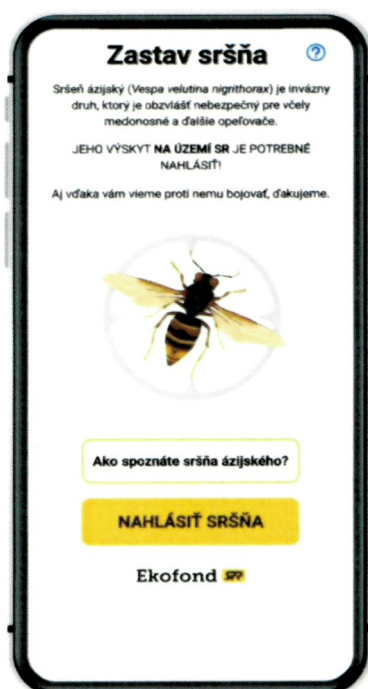 Zastav sršňa
?
Sršeň ázijský (Vespa velutina nigrithorax) je invázny
druh, ktorý je obzvlášť nebezpečný pre včely
medonosné a ďalšie opeľovače.
JEHO VÝSKYT NA ÚZEMÍ SR JE POTREBNÉ
NAHLÁSIŤ!
Aj vďaka vám vieme proti nemu bojovať, ďakujeme.
Ako spoznáte sršňa ázijského?
NAHLÁSIŤ SRŠŇA
Ekofond SPP